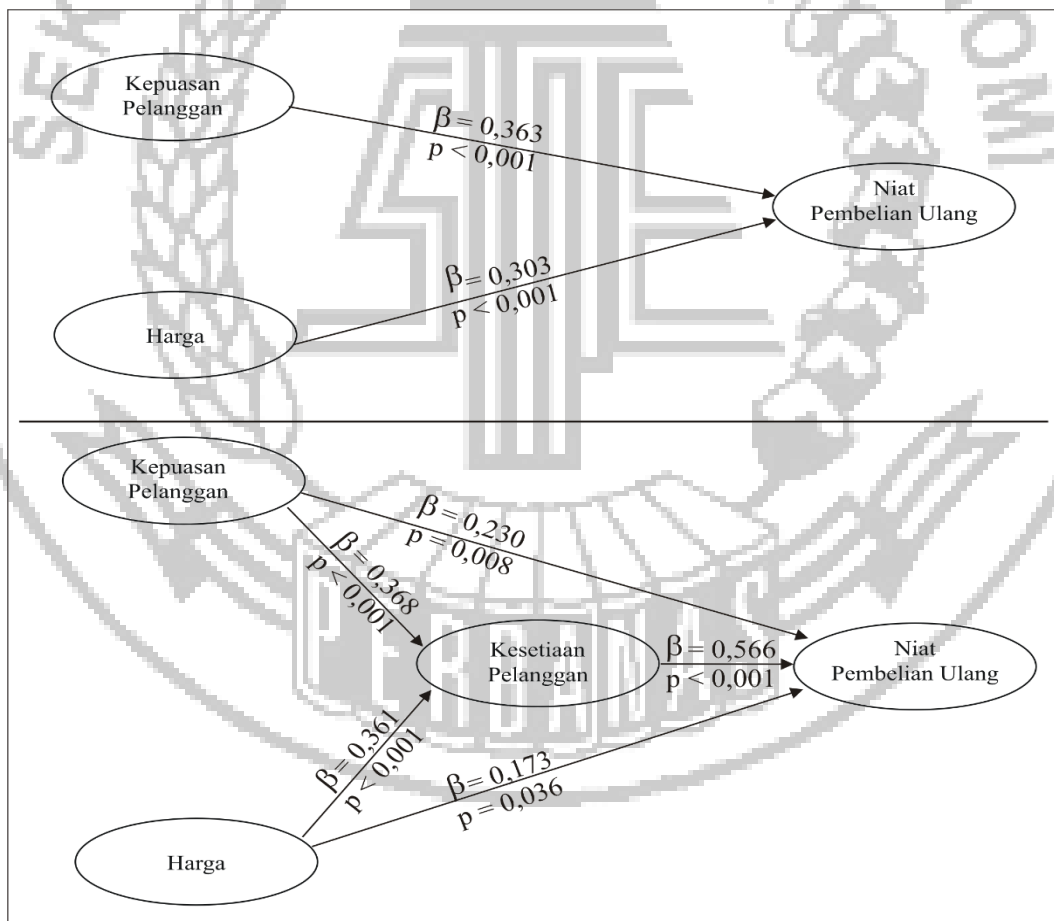 Kepuasan
Pelanggan
β = 0,363
p < 0,001
Niat
Pembelian Ulang
β = 0,303
p < 0,001
Harga
Kepuasan
Pelanggan
β = 0,230
p = 0,008
β = 0,368
p < 0,001
Kesetiaan
Pelanggan
β = 0,566
p < 0,001
Niat
Pembelian Ulang
β = 0,361
p < 0,001
β = 0,173
p = 0,036
Harga